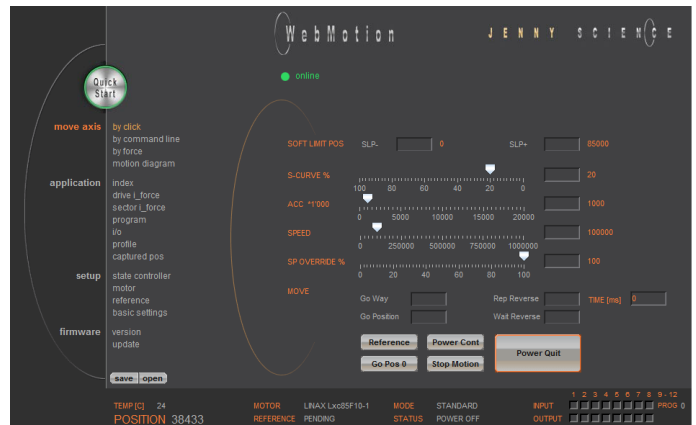 WebMotion JENNY SCIENCE
online
Quick
Start
move axis by click
by command line
by force
motion diagram
application index
drive i_force
sector i_force
program
i/o
profile
captured pos
setup state controller
motor
reference
basic settings
firmware version
update
save open
SOFT LIMIT POS SLP- 0 SLP+ 85000
S-CURVE % 20
100 80 60 40 20 0
ACC *1'000 1000
0 5000 10000 15000 20000
SPEED 100000
0 250000 500000 750000 1000000
SP OVERRIDE % 100
0 20 40 60 80 100
MOVE Go Way Rep Reverse TIME [ms] 0
Go Position Wait Reverse
Reference Power Cont Power Quit
Go Pos 0 Stop Motion
1 2 3 4 5 6 7 8 9 - 12
TEMP [C] 24 MOTOR LINAX Lxc85F10-1 MODE STANDARD INPUT PROG 0
POSITION 38433 REFERENCE PENDING STATUS POWER OFF OUTPUT